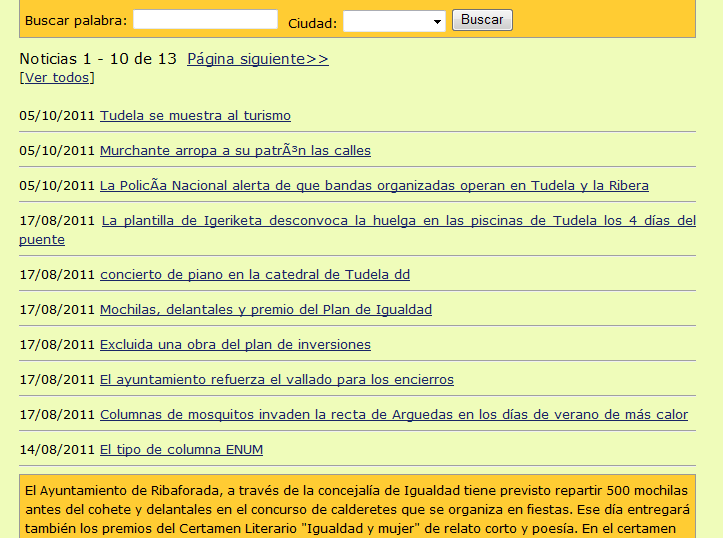 Buscar palabra: Ciudad: Buscar
Noticias 1 - 10 de 13 Página siguiente>>
[Ver todos]
05/10/2011 Tudela se muestra al turismo
05/10/2011 Murchante arropa a su patrÃ³n las calles
05/10/2011 La PolicÃa Nacional alerta de que bandas organizadas operan en Tudela y la Ribera
17/08/2011 La plantilla de Igeriketa desconvoca la huelga en las piscinas de Tudela los 4 días del
puente
17/08/2011 concierto de piano en la catedral de Tudela dd
17/08/2011 Mochilas, delantales y premio del Plan de Igualdad
17/08/2011 Excluida una obra del plan de inversiones
17/08/2011 El ayuntamiento refuerza el vallado para los encierros
17/08/2011 Columnas de mosquitos invaden la recta de Arguedas en los días de verano de más calor
14/08/2011 El tipo de columna ENUM
El Ayuntamiento de Ribaforada, a través de la concejalía de Igualdad tiene previsto repartir 500 mochilas
antes del cohete y delantales en el concurso de calderetes que se organiza en fiestas. Ese día entregará
también los premios del Certamen Literario "Igualdad y mujer" de relato corto y poesía. En el certamen